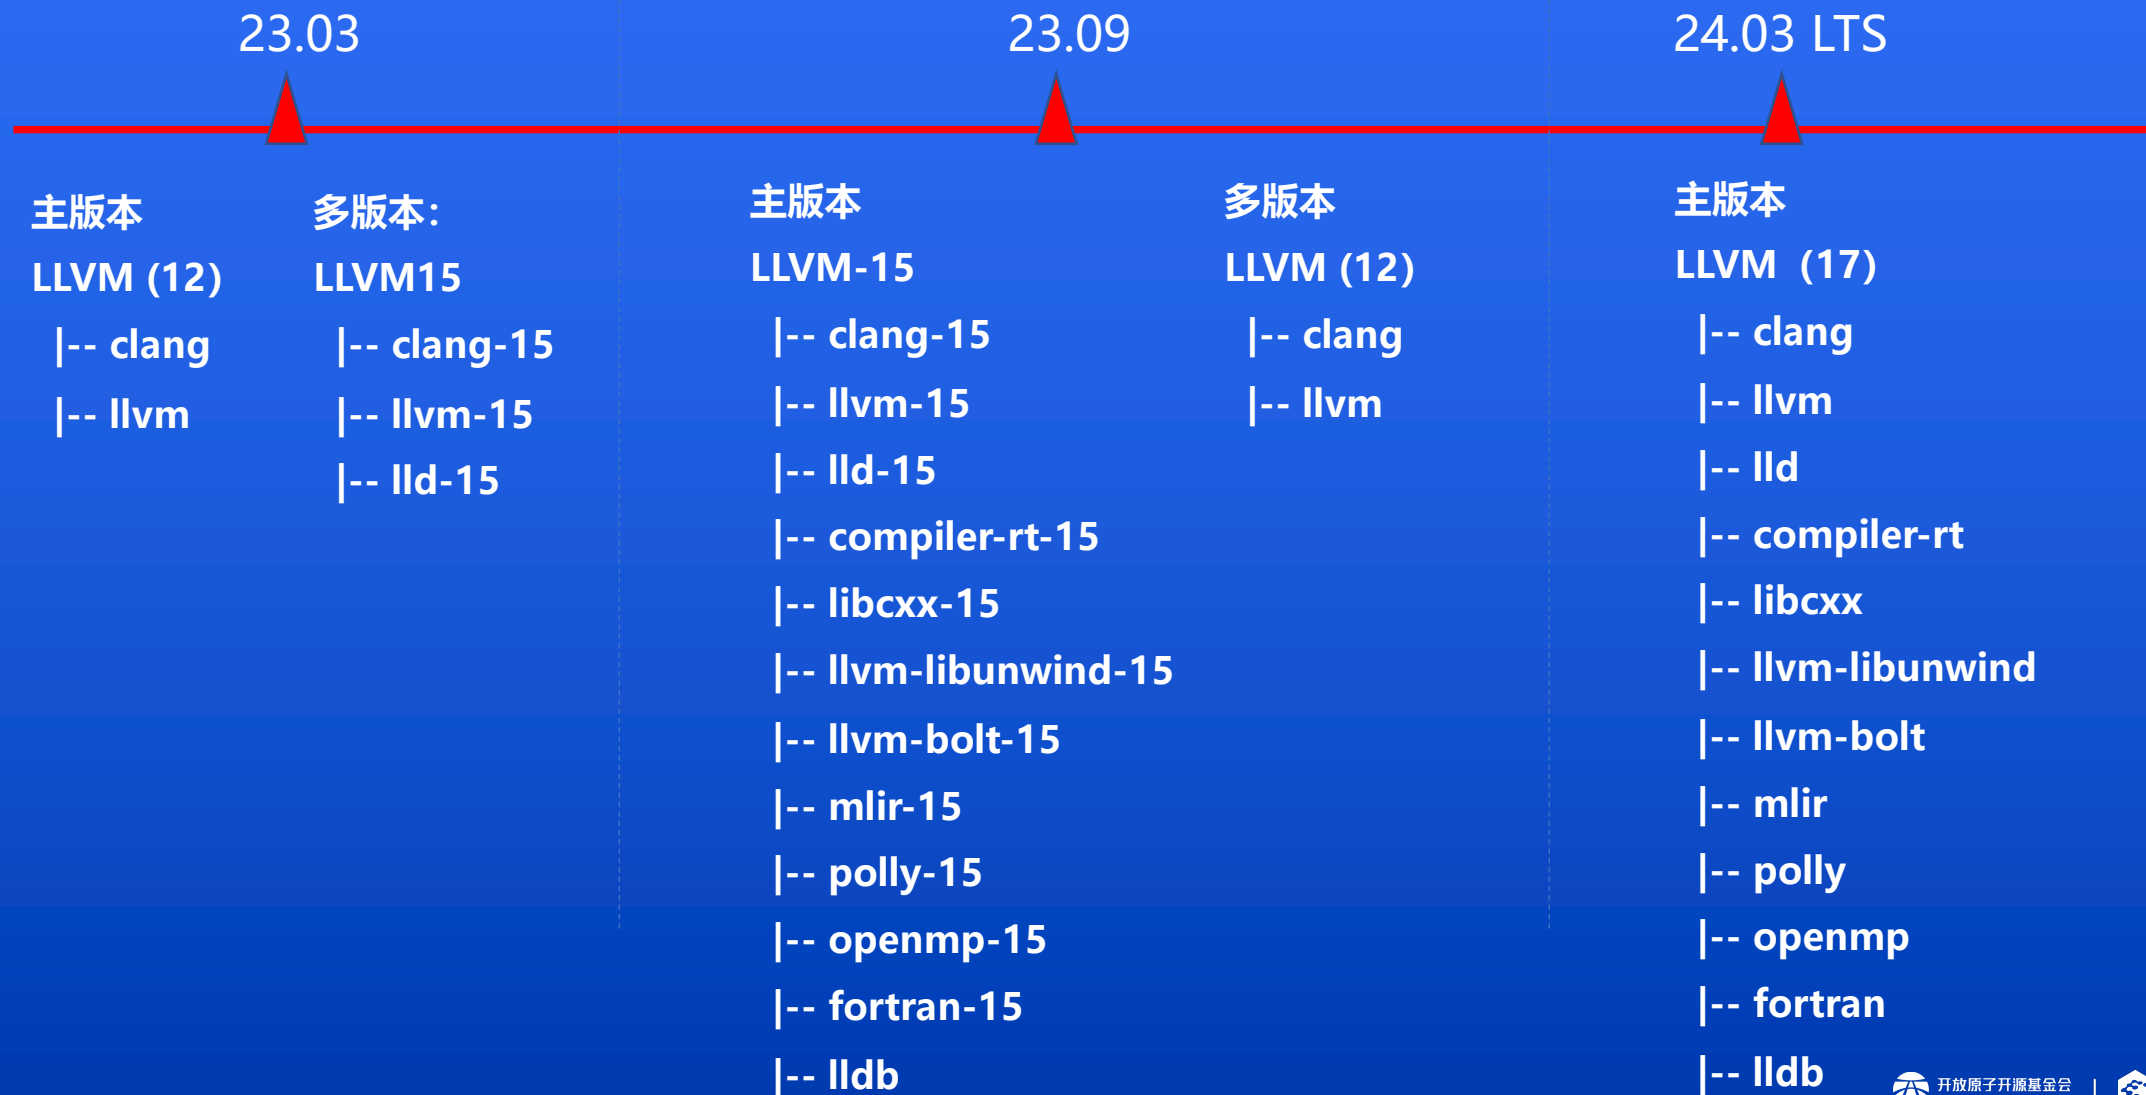 23.03
23.09
24.03 LTS
主版本
LLVM (12)
|-- clang
|-- llvm
多版本：
LLVM15
|-- clang-15
|-- llvm-15
|-- lld-15
主版本
LLVM-15
|-- clang-15
|-- llvm-15
|-- lld-15
|-- compiler-rt-15
|-- libcxx-15
|-- llvm-libunwind-15
|-- llvm-bolt-15
|-- mlir-15
|-- polly-15
|-- openmp-15
|-- fortran-15
|-- lldb
多版本
LLVM (12)
|-- clang
|-- llvm
主版本
LLVM (17)
|-- clang
|-- llvm
|-- lld
|-- compiler-rt
|-- libcxx
|-- llvm-libunwind
|-- llvm-bolt
|-- mlir
|-- polly
|-- openmp
|-- fortran
|-- lldb
开放原子开源基金会